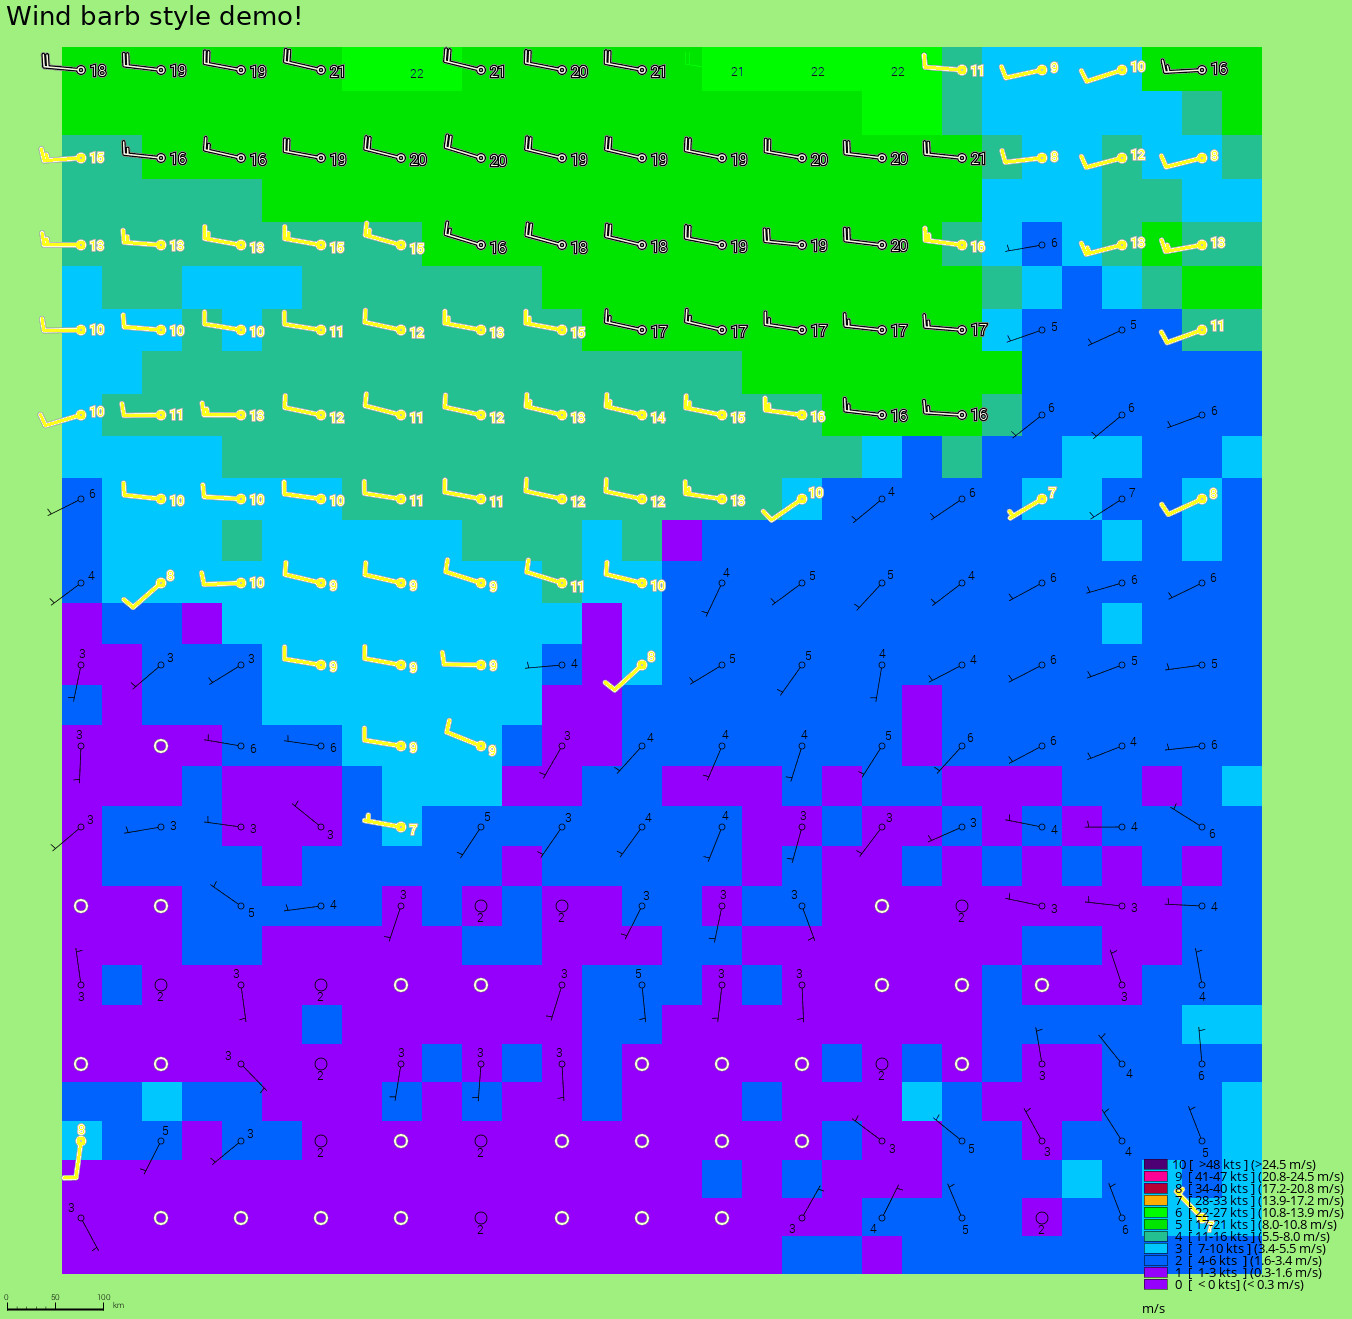 Wind barb style demo!
18 19 19 21 22 21 20 21 21 22 22 11 9 10 16
15 16 16 19 20 20 19 19 19 20 20 21 8 12 8
13 13 13 15 15 16 18 18 19 19 20 16 6 13 13
10 10 10 11 12 13 15 17 17 17 17 17 5 5 11
10 11 13 12 11 12 13 14 15 16 16 16 6 6 6
6 10 10 10 11 11 12 12 13 10 4 6 7 7 8
4 8 10 9 9 9 11 10 4 5 5 4 6 6 6
3 3 3 9 9 9 4 8 5 5 4 4 6 5 5
3 6 6 9 9 3 4 4 4 5 6 6 4 6
3 3 3 3 7 5 3 4 4 3 3 3 4 4 6
5 4 3 2 2 3 3 3 2 3 3 4
3 2 3 2 3 5 3 3 3 4
3 2 3 3 3 2 3 4 6
8 5 3 2 2 3 5 3 4 5
3 2 3 4 5 2 6 7
10 [ >48 kts ] (>24.5 m/s)
9 [ 41-47 kts ] (20.8-24.5 m/s)
8 [ 34-40 kts ] (17.2-20.8 m/s)
7 [ 28-33 kts ] (13.9-17.2 m/s)
6 [ 22-27 kts ] (10.8-13.9 m/s)
5 [ 17-21 kts ] (8.0-10.8 m/s)
4 [ 11-16 kts ] (5.5-8.0 m/s)
3 [ 7-10 kts ] (3.4-5.5 m/s)
2 [ 4-6 kts ] (1.6-3.4 m/s)
1 [ 1-3 kts ] (0.3-1.6 m/s)
0 [ < 0 kts] (< 0.3 m/s)
m/s
0 50 100 km